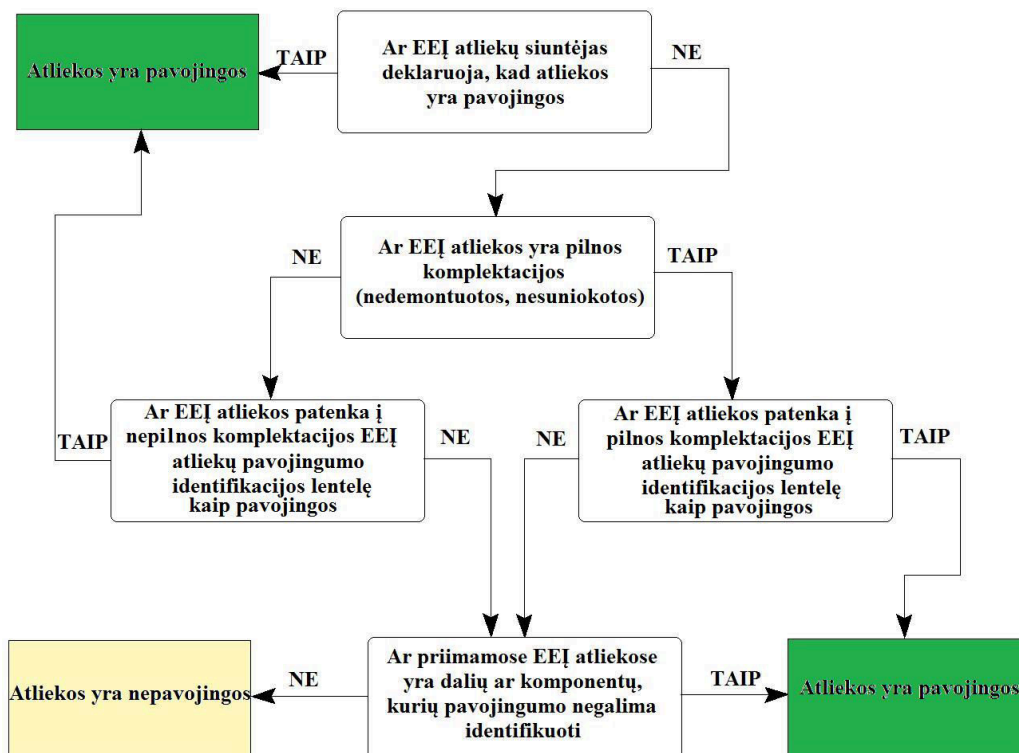 Atliekos yra pavojingos
TAIP
Ar EEĮ atliekų siuntėjas
deklaruoja, kad atliekos
yra pavojingos
NE
NE
Ar EEĮ atliekos yra pilnos
komplektacijos
(nedemontuotos, nesuniokotos)
TAIP
TAIP
Ar EEĮ atliekos patenka į
nepilnos komplektacijos EEĮ
atliekų pavojingumo
identifikacijos lentelę
kaip pavojingos
NE
NE
Ar EEĮ atliekos patenka į
pilnos komplektacijos EEĮ
atliekų pavojingumo
identifikacijos lentelę
kaip pavojingos
TAIP
Atliekos yra nepavojingos
NE
Ar priimamose EEĮ atliekose
yra dalių ar komponentų,
kurių pavojingumo negalima
identifikuoti
TAIP
Atliekos yra pavojingos